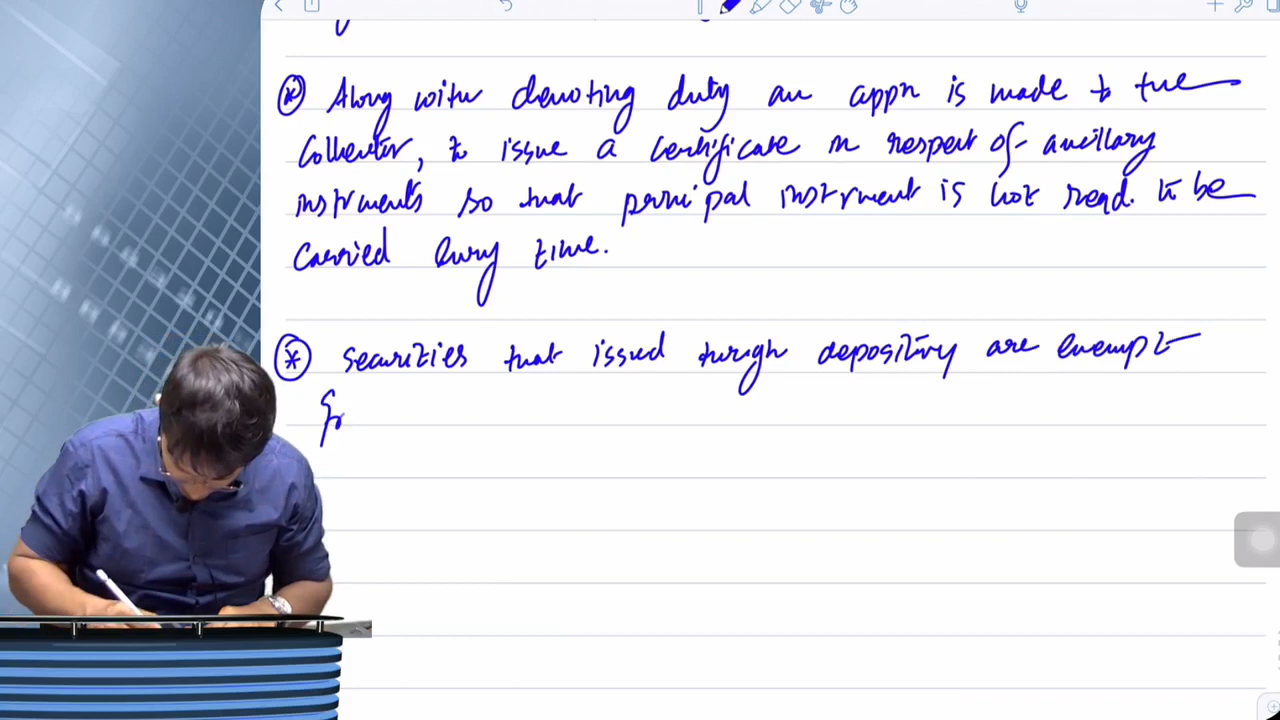 Along with denoting duty an appn is made to the
Collector, to issue a certificate in respect of ancillary
instruments so that principal instrument is not reqd. to be
carried every time.
Securities that issued through depository are exempt
fr